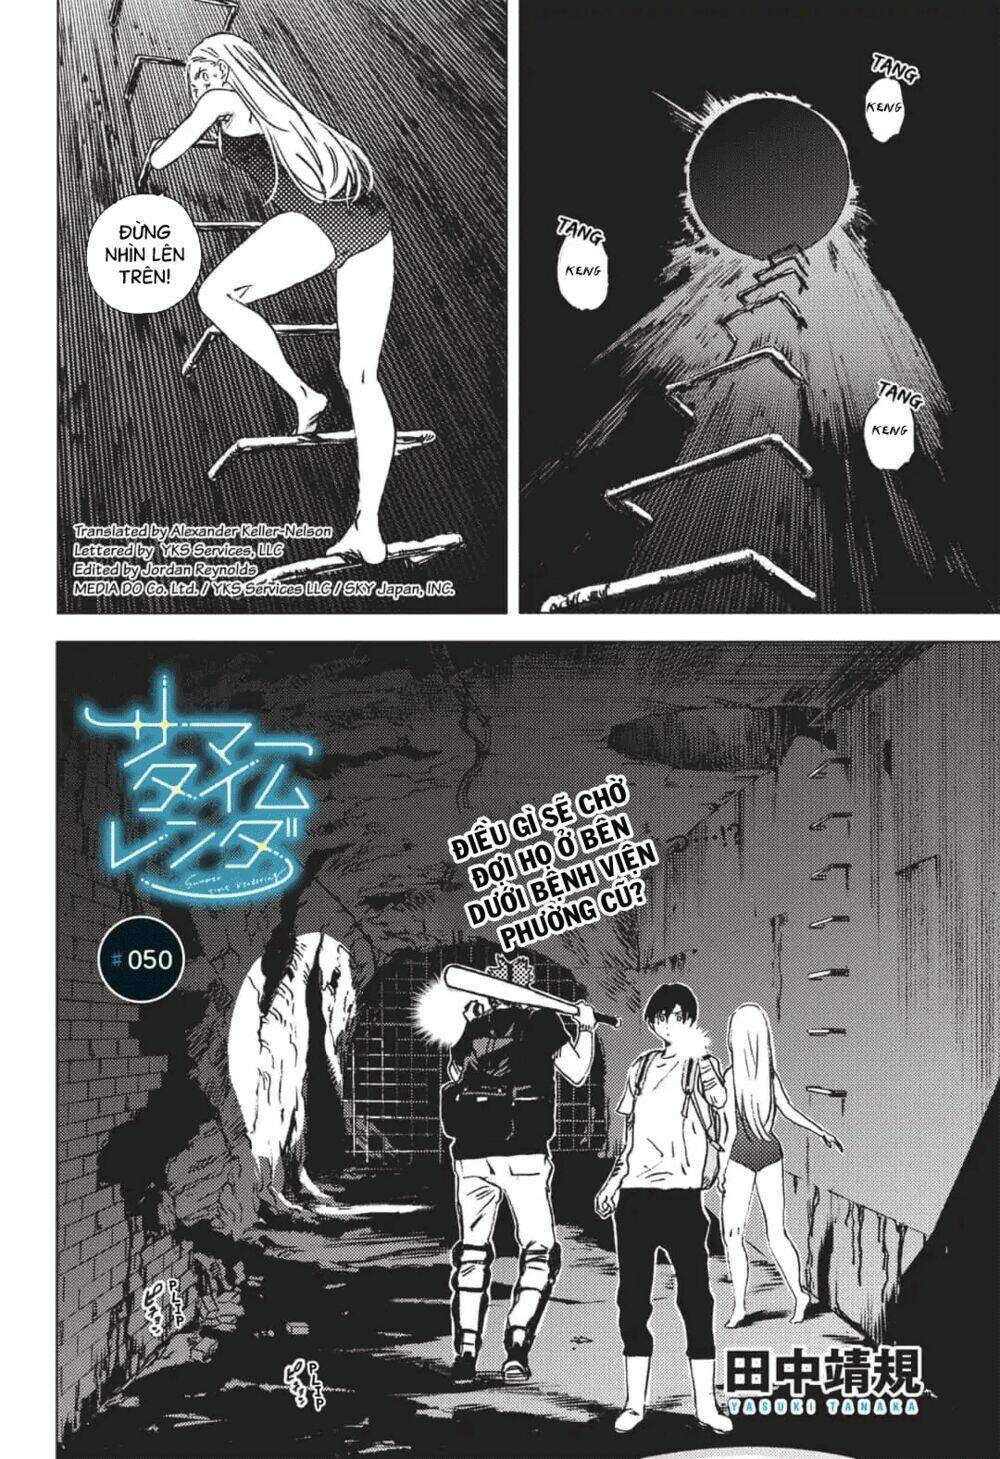 TANG
KENG
TANG
KENG
TANG
KENG
ĐỪNG
NHÌN LÊN
TRÊN!
Translated by Alexander Keller-Nelson
Lettered by YKS Services, LLC
Edited by Jordan Reynolds
MEDIA DO Co. Ltd. / YKS Services LLC / SKY Japan, INC.
サマー
タイム
レンダ
Summer time rendering
#050
ĐIỀU GÌ SẼ CHỜ
ĐỢI HỌ Ở BÊN
DƯỚI BỆNH VIỆN
PHƯỜNG CŨ?
PLIP
PLIP
田中靖規
YASUKI TANAKA